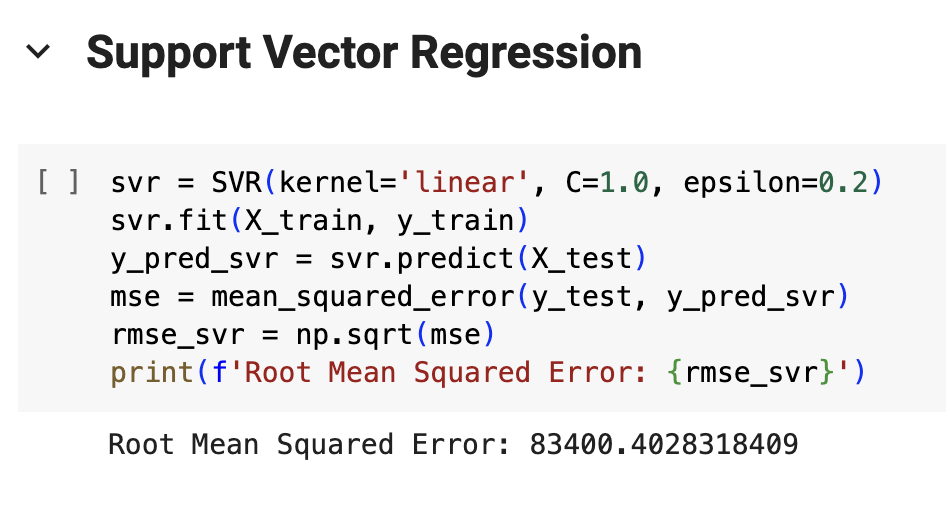 Support Vector Regression
[ ] svr = SVR(kernel='linear', C=1.0, epsilon=0.2)
svr.fit(X_train, y_train)
y_pred_svr = svr.predict(X_test)
mse = mean_squared_error(y_test, y_pred_svr)
rmse_svr = np.sqrt(mse)
print(f'Root Mean Squared Error: {rmse_svr}')
Root Mean Squared Error: 83400.4028318409